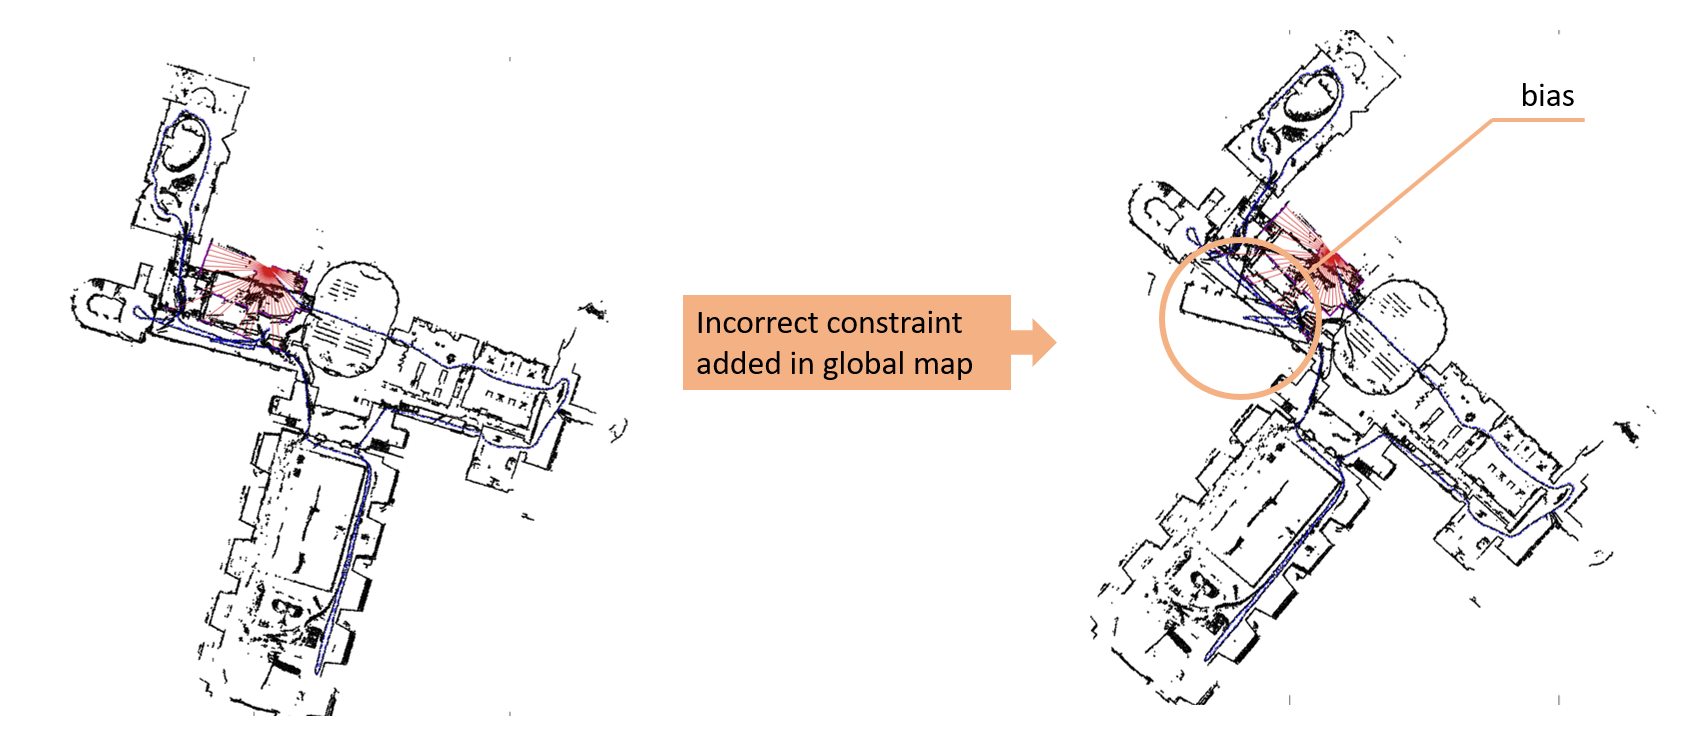 bias
Incorrect constraint
added in global map